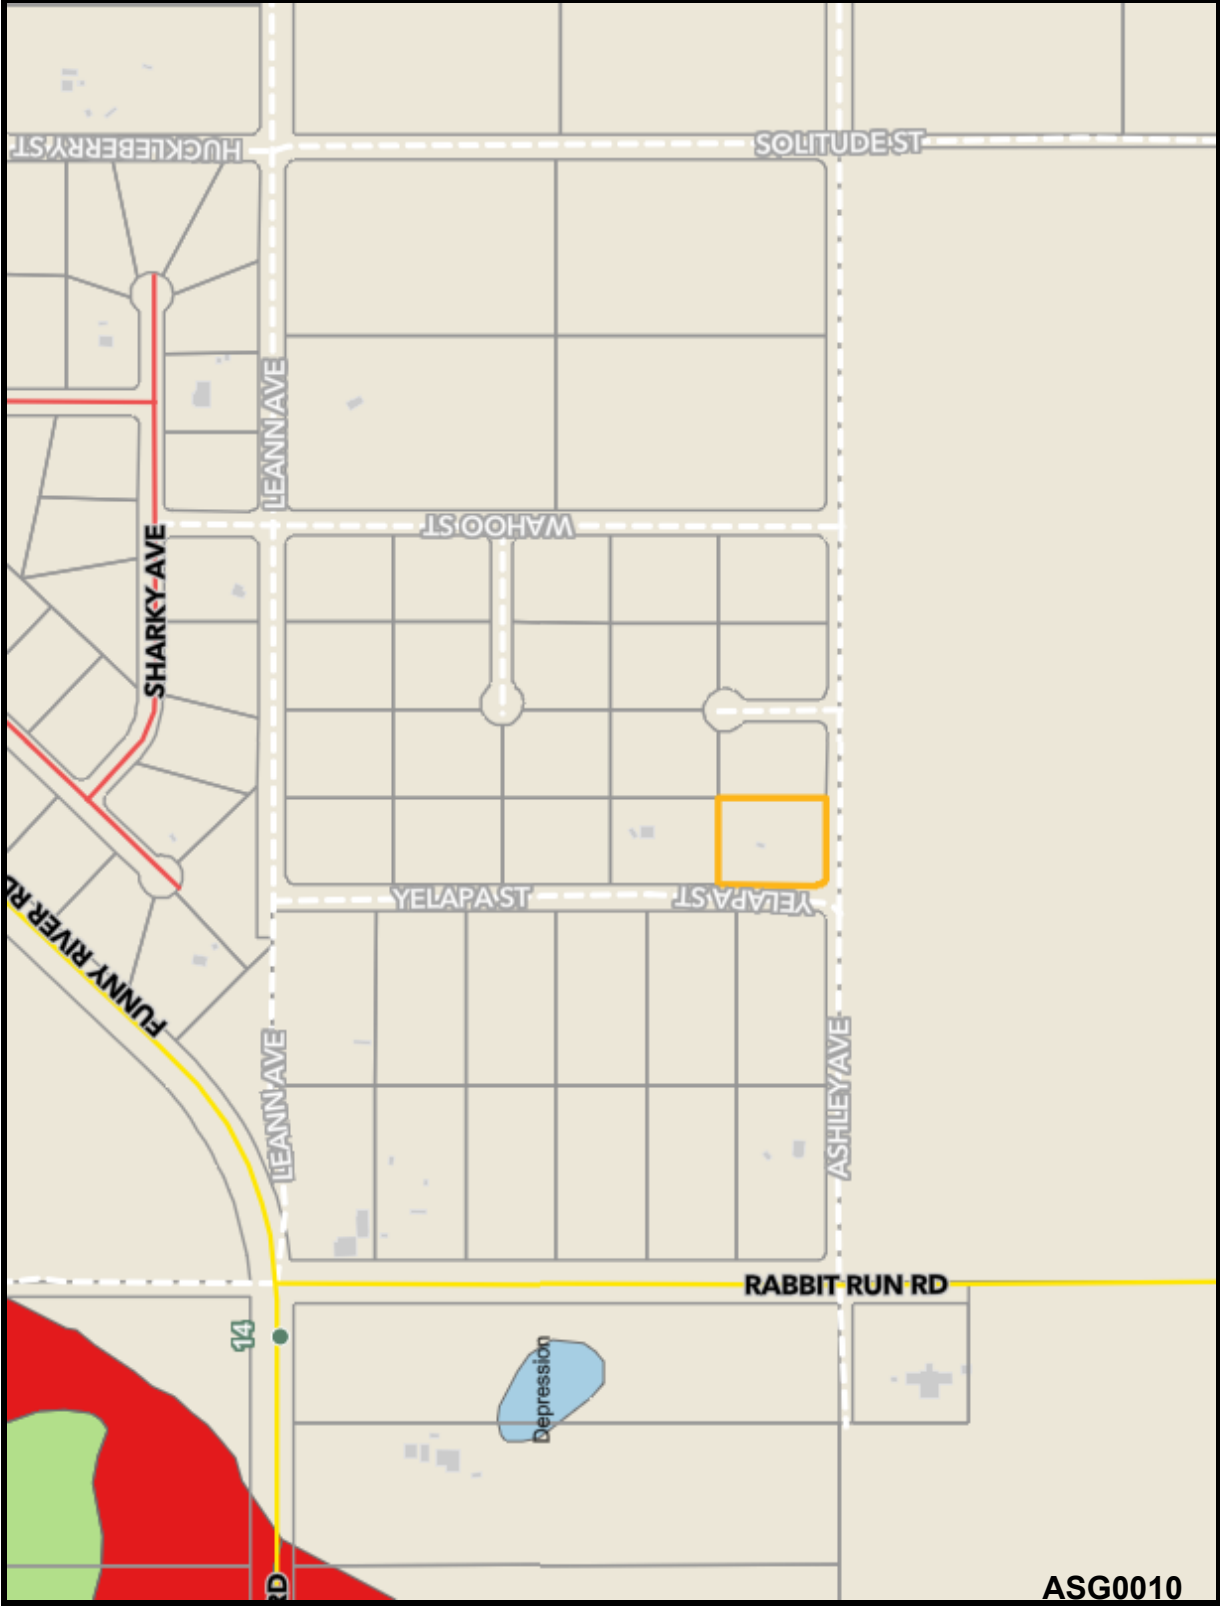 HUCKLEBERRY ST
SOLITUDE ST
LEANN AVE
WAHOO ST
SHARKY AVE
YELAPA ST
YELAPA ST
FUNNY RIVER RD
LEANN AVE
ASHLEY AVE
RABBIT RUN RD
14
Depression
RD
ASG0010